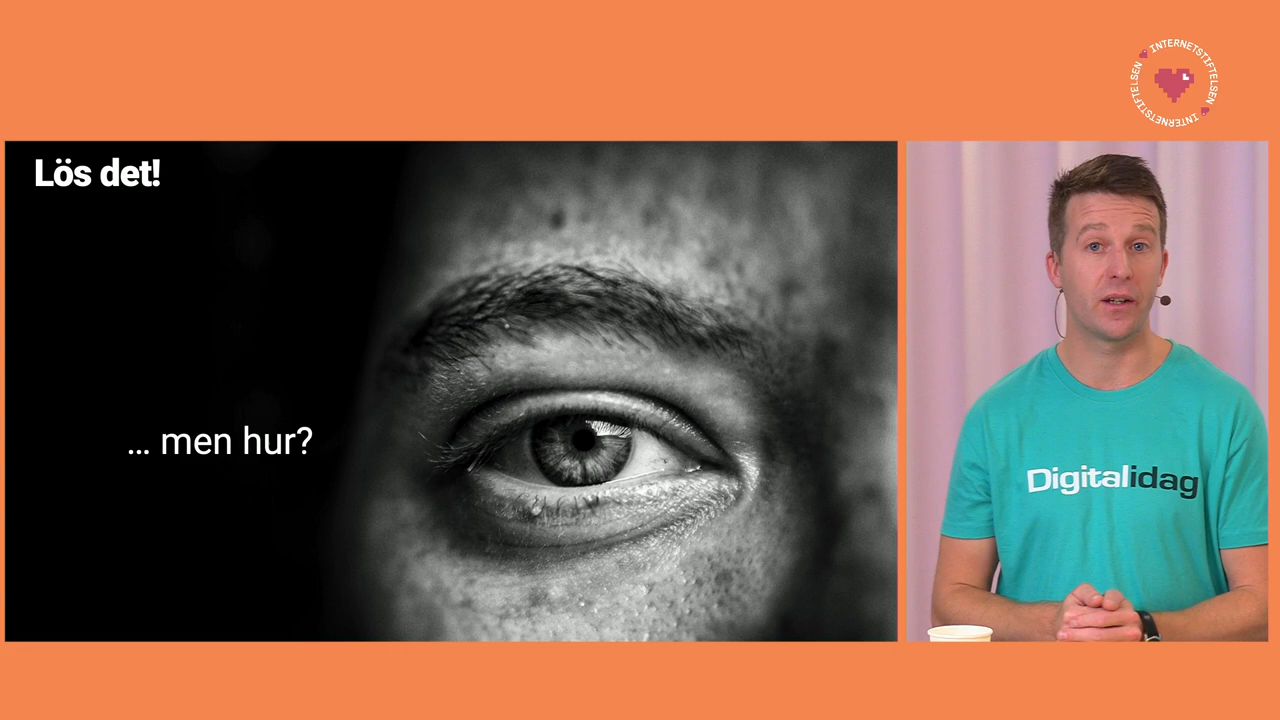 INTERNETSTIFTELSEN
INTERNETSTIFTELSEN
Lös det!
... men hur?
Digitalidag